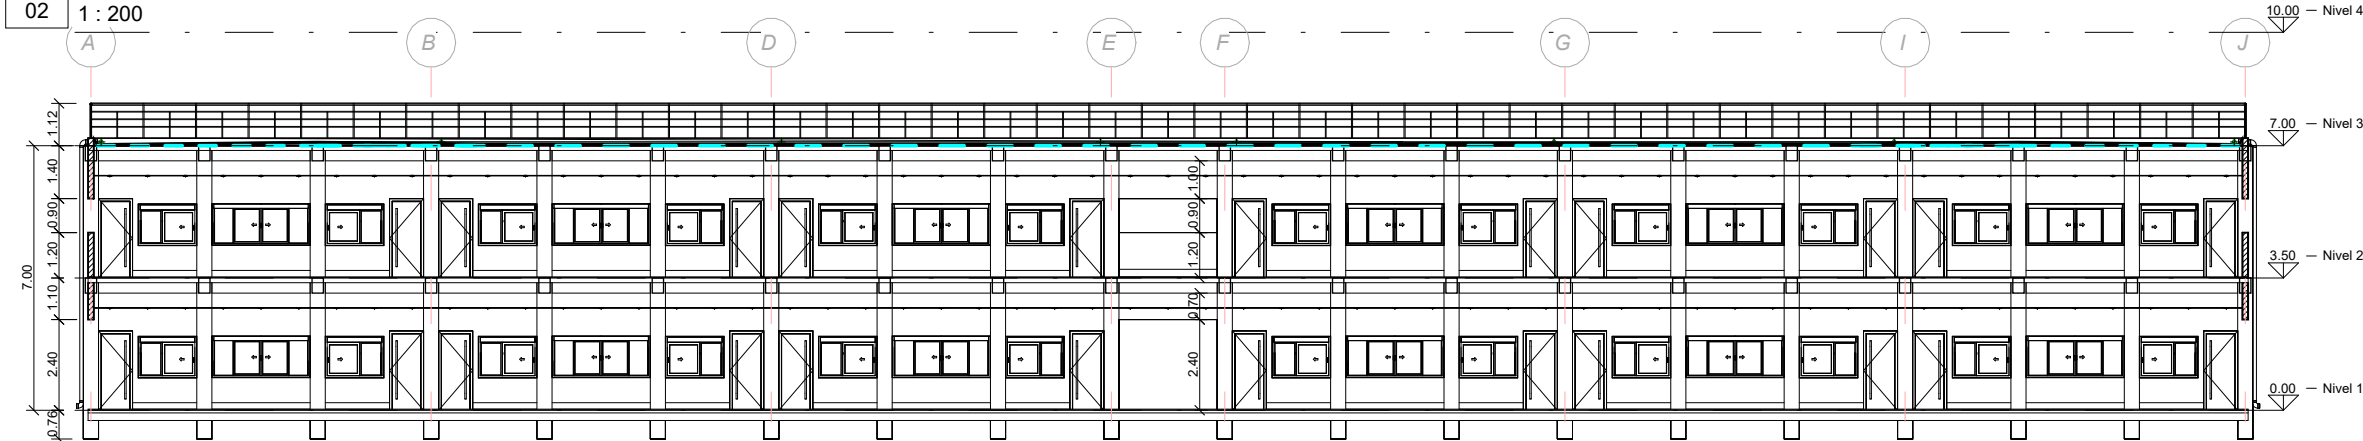 02
1 : 200
A
B
D
E
F
G
I
J
10.00 — Nivel 4
7.00 — Nivel 3
3.50 — Nivel 2
0.00 — Nivel 1
1.12
1.40
0.90
1.20
1.10
2.40
0.76
7.00
1.00
0.90
1.20
0.70
2.40